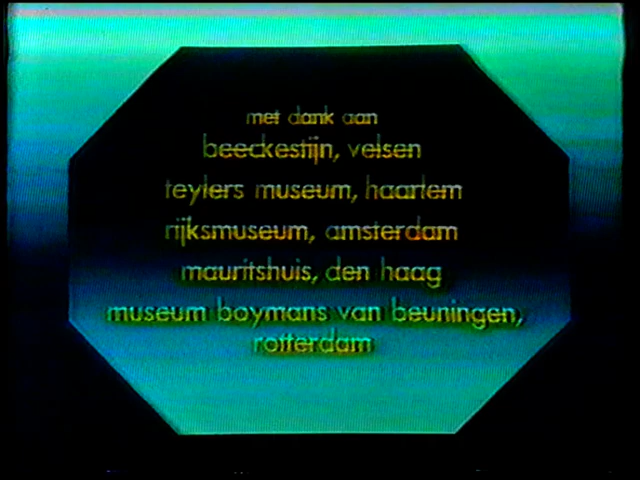 met dank aan
beeckestijn, velsen
teylers museum, haarlem
rijksmuseum, amsterdam
mauritshuis, den haag
museum boymans van beuningen,
rotterdam